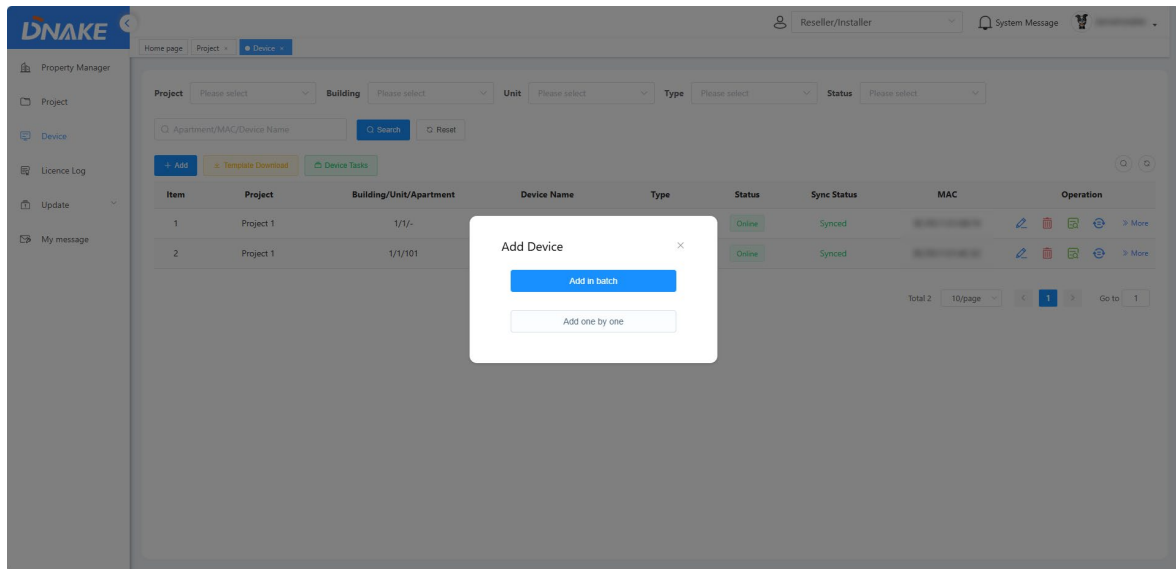 DNAKE
Reseller/Installer System Message
Home page Project × Device ×
Property Manager
Project
Device
Licence Log
Update
My message
Project Please select Building Please select Unit Please select Type Please select Status Please select
Apartment/MAC/Device Name Search Reset
+ Add Template Download Device Tasks
Item Project Building/Unit/Apartment Device Name Type Status Sync Status MAC Operation
1 Project 1 1/1/- Online Synced » More
2 Project 1 1/1/101 Online Synced » More
Add Device ×
Add in batch
Add one by one
Total 2 10/page < 1 > Go to 1